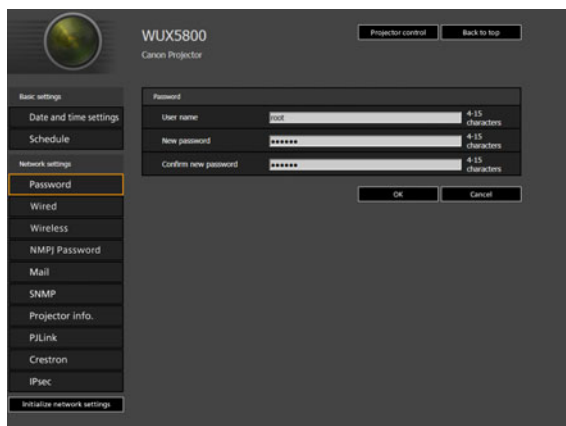 WUX5800
Canon Projector
Projector control
Back to top
Basic settings
Date and time settings
Schedule
Network settings
Password
Wired
Wireless
NMPJ Password
Mail
SNMP
Projector info.
PJLink
Crestron
IPsec
Initialize network settings
Password
User name root 4-15 characters
New password •••••• 4-15 characters
Confirm new password •••••• 4-15 characters
OK
Cancel